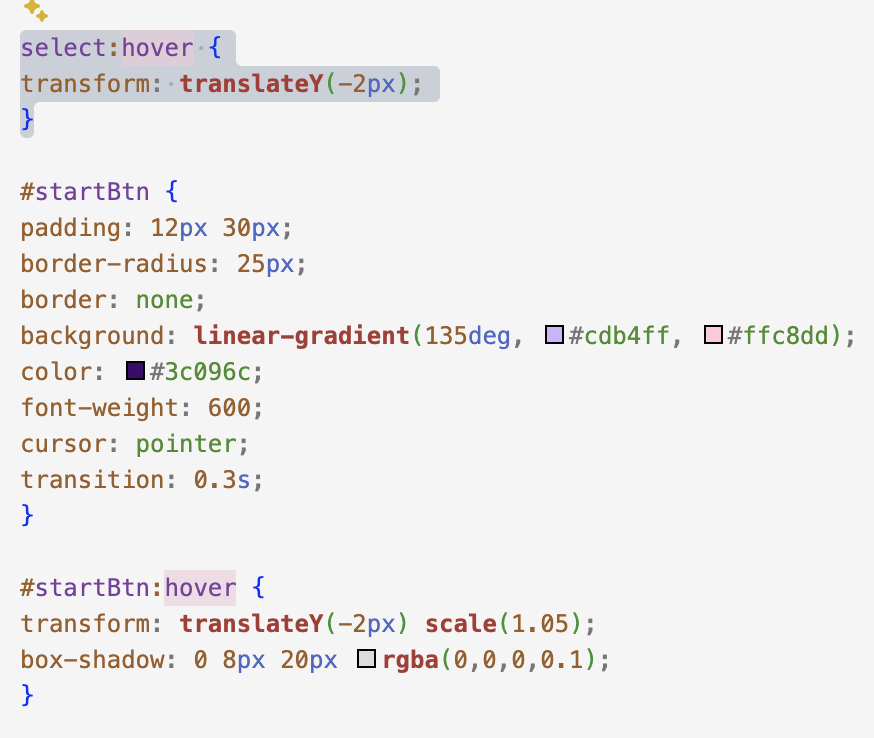 select:hover {
transform: translateY(-2px);
}
#startBtn {
padding: 12px 30px;
border-radius: 25px;
border: none;
background: linear-gradient(135deg, #cdb4ff, #ffc8dd);
color: #3c096c;
font-weight: 600;
cursor: pointer;
transition: 0.3s;
}
#startBtn:hover {
transform: translateY(-2px) scale(1.05);
box-shadow: 0 8px 20px rgba(0,0,0,0.1);
}